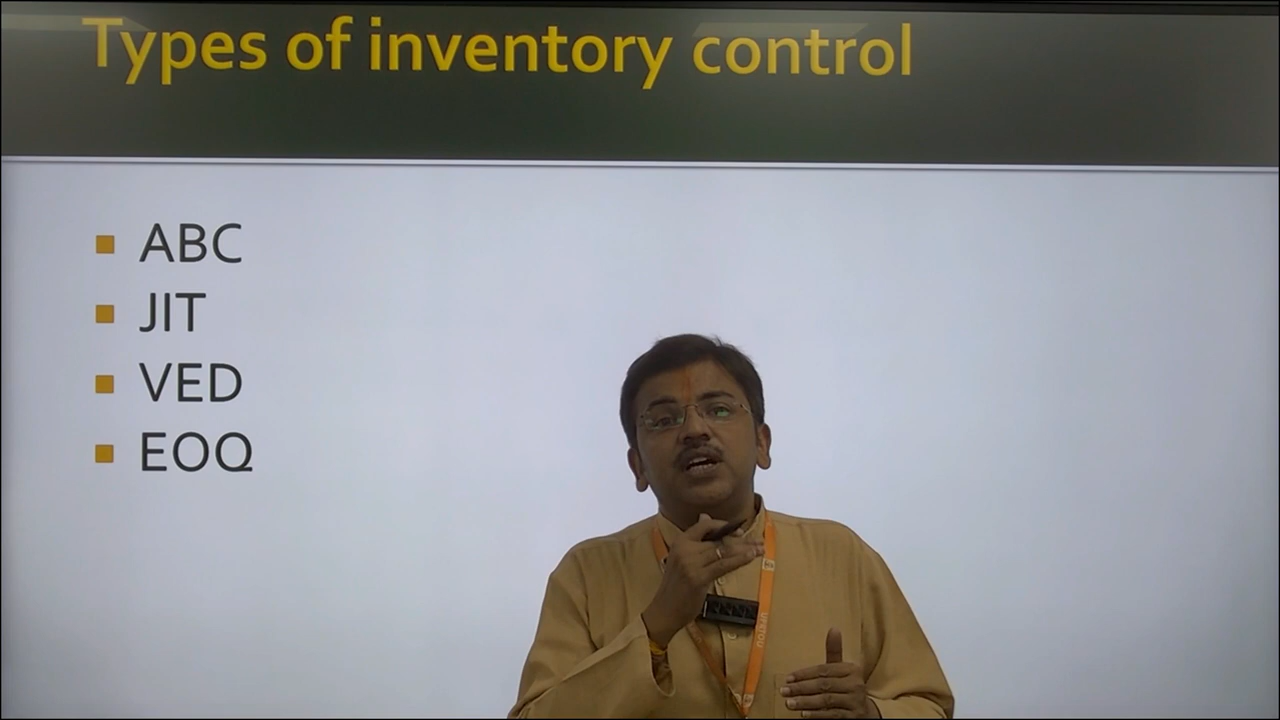 Types of inventory control
ABC
JIT
VED
EOQ